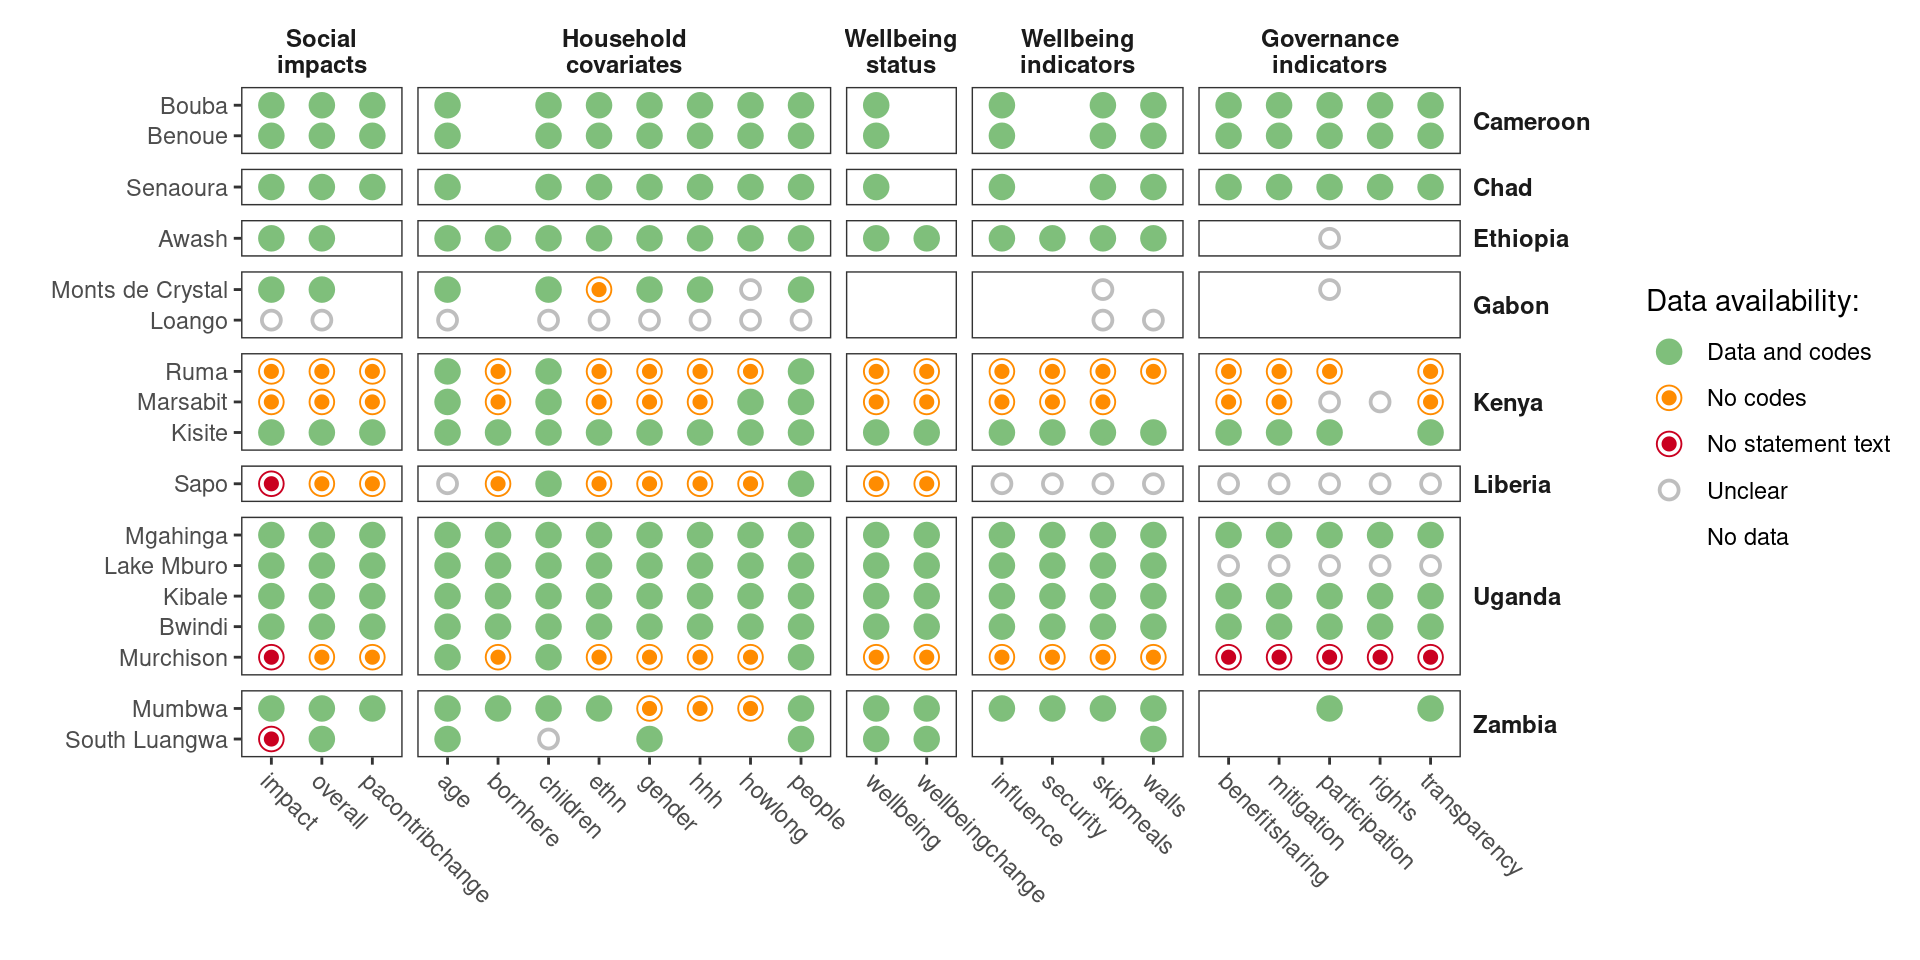 Social
impacts
Household
covariates
Wellbeing
status
Wellbeing
indicators
Governance
indicators
Bouba
Benoue
Cameroon
Senaoura
Chad
Awash
Ethiopia
Monts de Crystal
Loango
Gabon
Ruma
Marsabit
Kisite
Kenya
Sapo
Liberia
Mgahinga
Lake Mburo
Kibale
Bwindi
Murchison
Uganda
Mumbwa
South Luangwa
Zambia
impact
overall
pacontribchange
age
bornhere
children
ethn
gender
hhh
howlong
people
wellbeing
wellbeingchange
influence
security
skipmeals
walls
benefitsharing
mitigation
participation
rights
transparency
Data availability:
Data and codes
No codes
No statement text
Unclear
No data